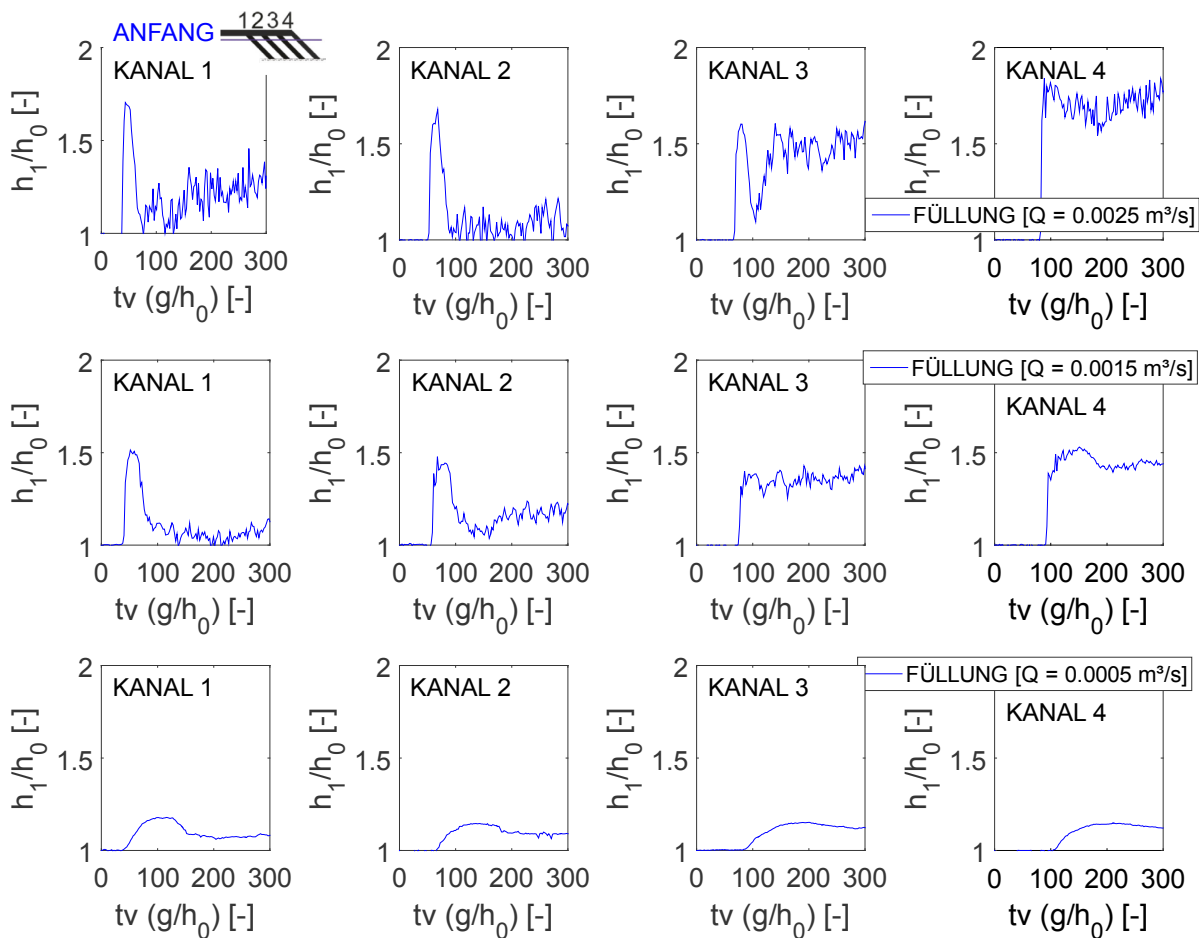 ANFANG 1234
KANAL 1
2
1.5
1
h₁/h₀ [-]
0 100 200 300
tv (g/h₀) [-]
KANAL 2
2
1.5
1
h₁/h₀ [-]
0 100 200 300
tv (g/h₀) [-]
KANAL 3
2
1.5
1
h₁/h₀ [-]
0 100 200 300
tv (g/h₀) [-]
KANAL 4
2
1.5
1
h₁/h₀ [-]
FÜLLUNG [Q = 0.0025 m³/s]
0 100 200 300
tv (g/h₀) [-]
KANAL 1
2
1.5
1
h₁/h₀ [-]
0 100 200 300
tv (g/h₀) [-]
KANAL 2
2
1.5
1
h₁/h₀ [-]
0 100 200 300
tv (g/h₀) [-]
KANAL 3
2
1.5
1
h₁/h₀ [-]
0 100 200 300
tv (g/h₀) [-]
FÜLLUNG [Q = 0.0015 m³/s]
KANAL 4
1.5
1
h₁/h₀ [-]
0 100 200 300
tv (g/h₀) [-]
KANAL 1
2
1.5
1
h₁/h₀ [-]
0 100 200 300
tv (g/h₀) [-]
KANAL 2
2
1.5
1
h₁/h₀ [-]
0 100 200 300
tv (g/h₀) [-]
KANAL 3
2
1.5
1
h₁/h₀ [-]
0 100 200 300
tv (g/h₀) [-]
FÜLLUNG [Q = 0.0005 m³/s]
KANAL 4
1.5
1
h₁/h₀ [-]
0 100 200 300
tv (g/h₀) [-]